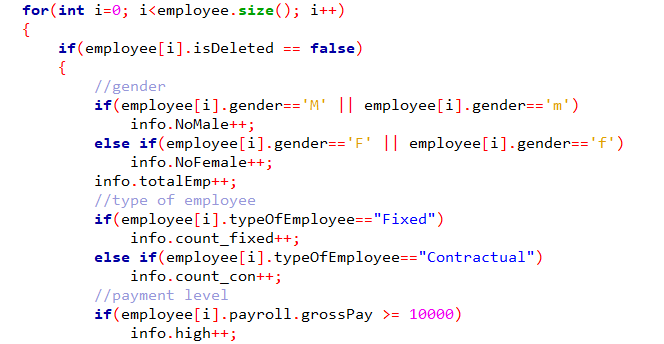 for(int i=0; i<employee.size(); i++)
{
if(employee[i].isDeleted == false)
{
//gender
if(employee[i].gender=='M' || employee[i].gender=='m')
info.NoMale++;
else if(employee[i].gender=='F' || employee[i].gender=='f')
info.NoFemale++;
info.totalEmp++;
//type of employee
if(employee[i].typeOfEmployee=="Fixed")
info.count_fixed++;
else if(employee[i].typeOfEmployee=="Contractual")
info.count_con++;
//payment level
if(employee[i].payroll.grossPay >= 10000)
info.high++;